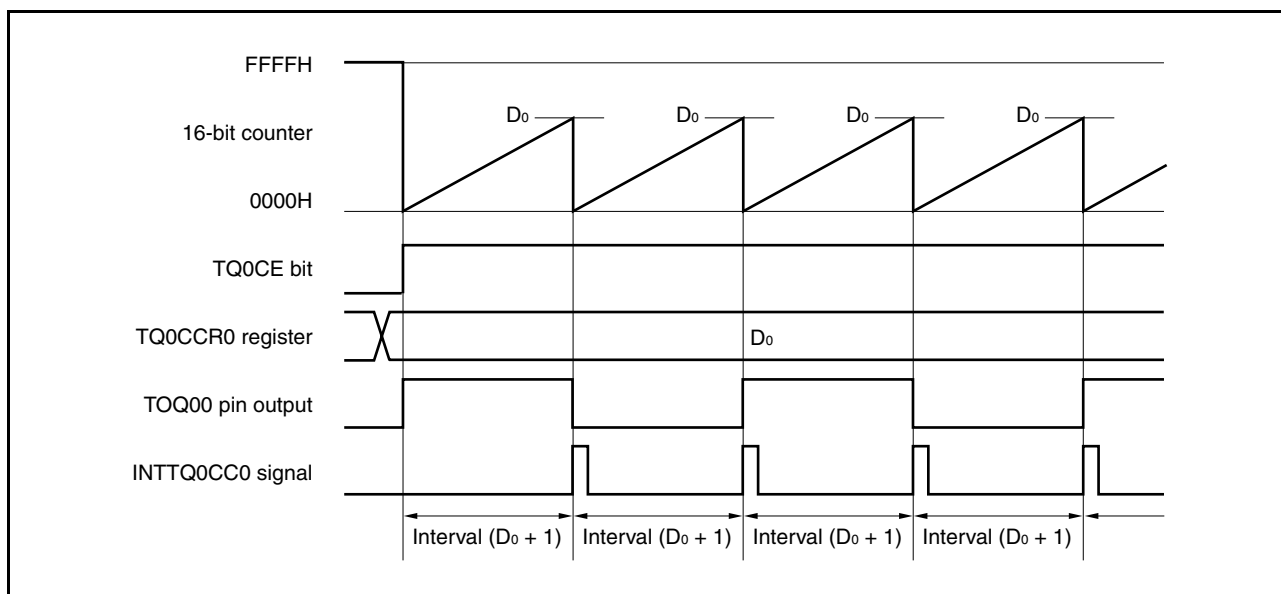 FFFFH
D0 D0 D0 D0
16-bit counter
0000H
TQ0CE bit
TQ0CCR0 register D0
TOQ00 pin output
INTTQ0CC0 signal
Interval (D0 + 1) Interval (D0 + 1) Interval (D0 + 1) Interval (D0 + 1)